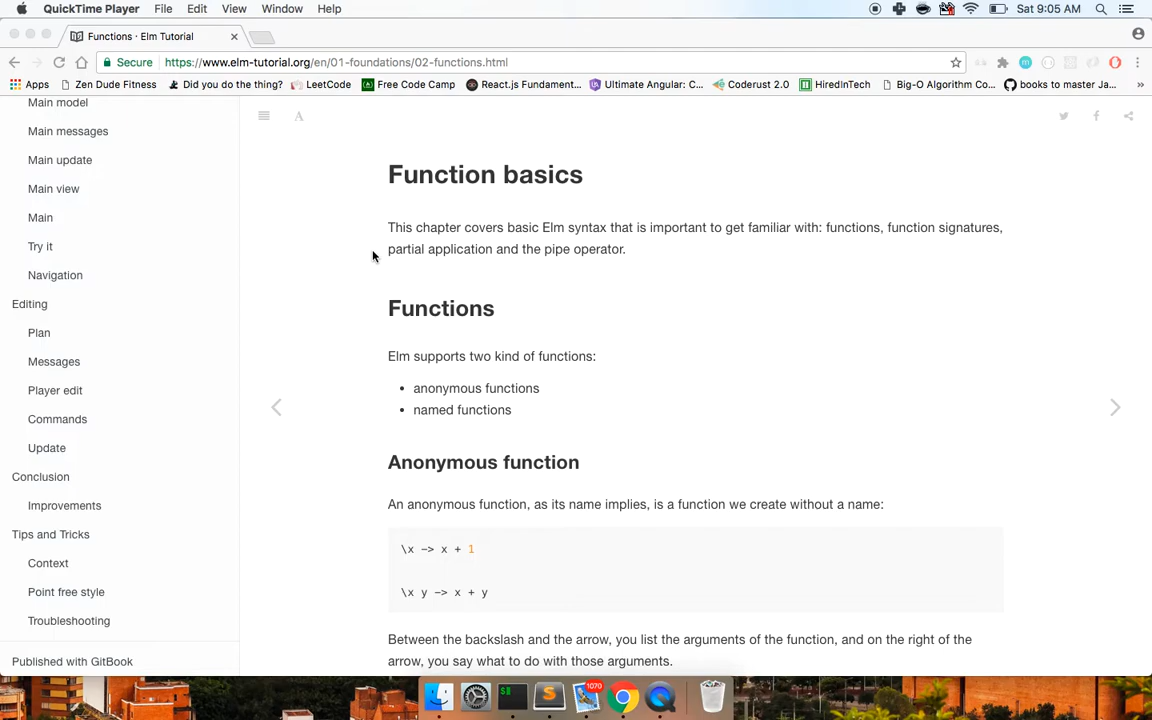 QuickTime Player File Edit View Window Help Sat 9:05 AM
Functions · Elm Tutorial
Secure https://www.elm-tutorial.org/en/01-foundations/02-functions.html
Apps Zen Dude Fitness Did you do the thing? LeetCode Free Code Camp React.js Fundament... Ultimate Angular: C... Coderust 2.0 HiredInTech Big-O Algorithm Co... books to master Ja... »
Main model
Main messages
Main update
Main view
Main
Try it
Navigation
Editing
Plan
Messages
Player edit
Commands
Update
Conclusion
Improvements
Tips and Tricks
Context
Point free style
Troubleshooting
Published with GitBook
A
Function basics
This chapter covers basic Elm syntax that is important to get familiar with: functions, function signatures,
partial application and the pipe operator.
Functions
Elm supports two kind of functions:
• anonymous functions
• named functions
Anonymous function
An anonymous function, as its name implies, is a function we create without a name:
\x -> x + 1
\x y -> x + y
Between the backslash and the arrow, you list the arguments of the function, and on the right of the
arrow, you say what to do with those arguments.
1070